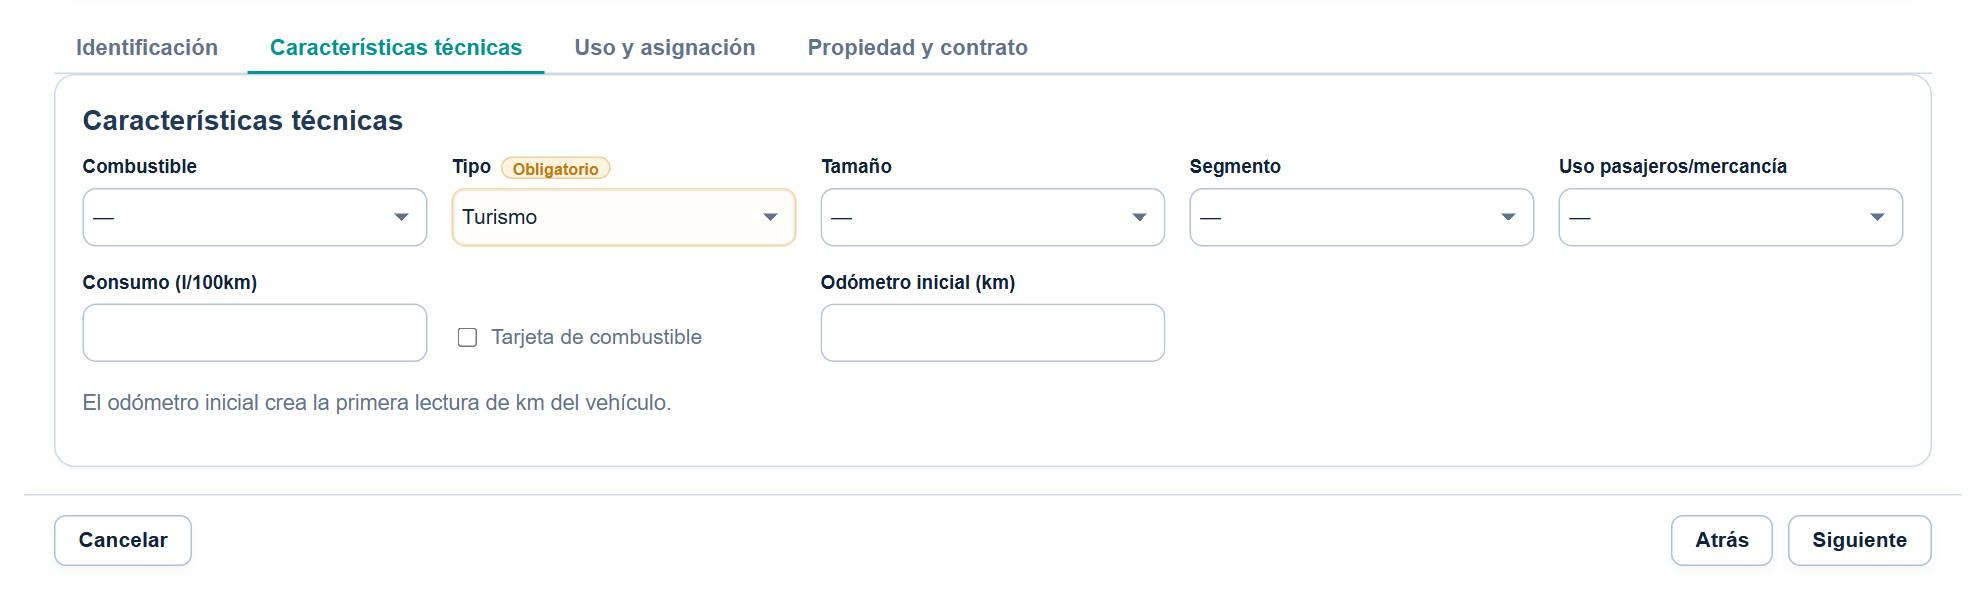 Identificación Características técnicas Uso y asignación Propiedad y contrato
Características técnicas
Combustible Tipo Obligatorio Tamaño Segmento Uso pasajeros/mercancía
— Turismo — — —
Consumo (l/100km) Odómetro inicial (km)
Tarjeta de combustible
El odómetro inicial crea la primera lectura de km del vehículo.
Cancelar Atrás Siguiente